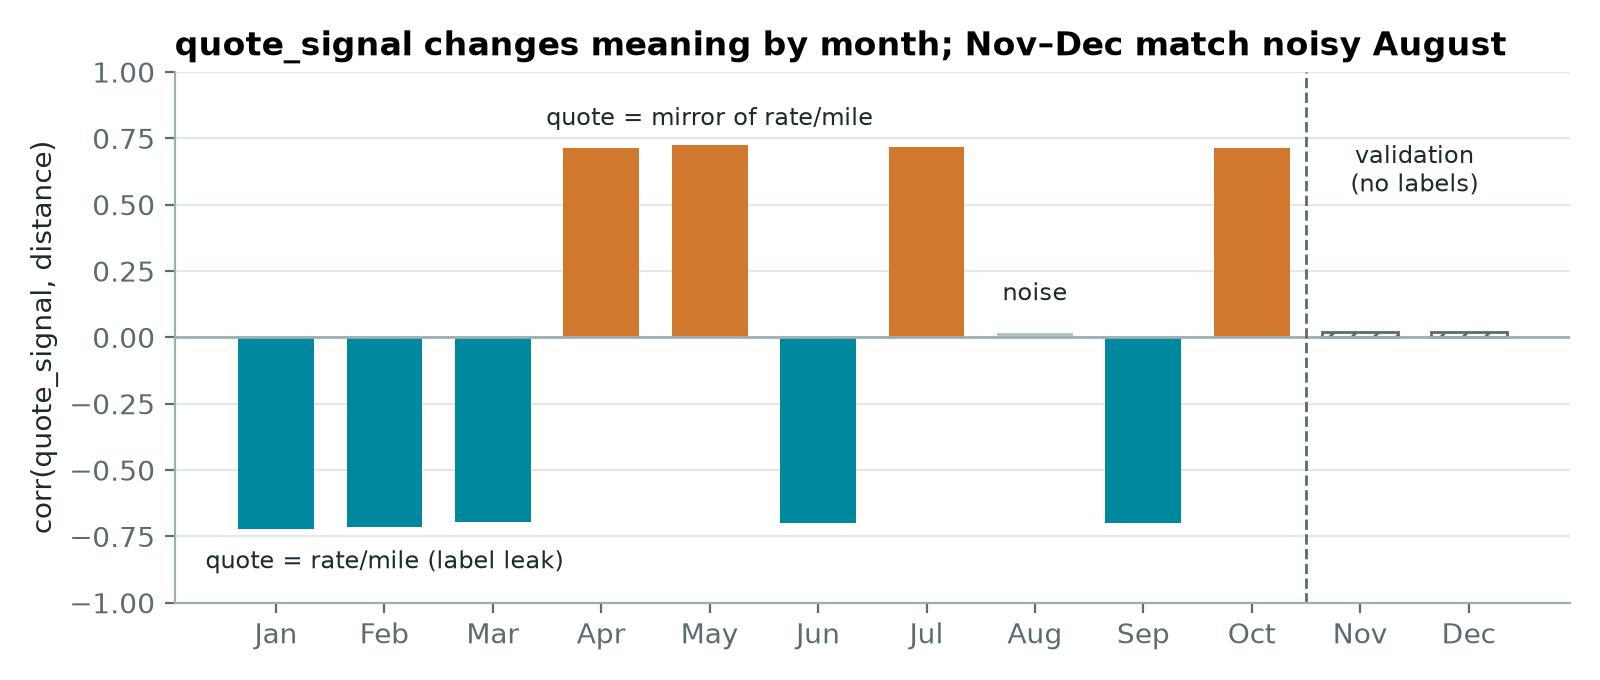 quote_signal changes meaning by month; Nov–Dec match noisy August
corr(quote_signal, distance)
1.00
0.75
0.50
0.25
0.00
−0.25
−0.50
−0.75
−1.00
quote = mirror of rate/mile
validation
(no labels)
noise
quote = rate/mile (label leak)
Jan Feb Mar Apr May Jun Jul Aug Sep Oct Nov Dec